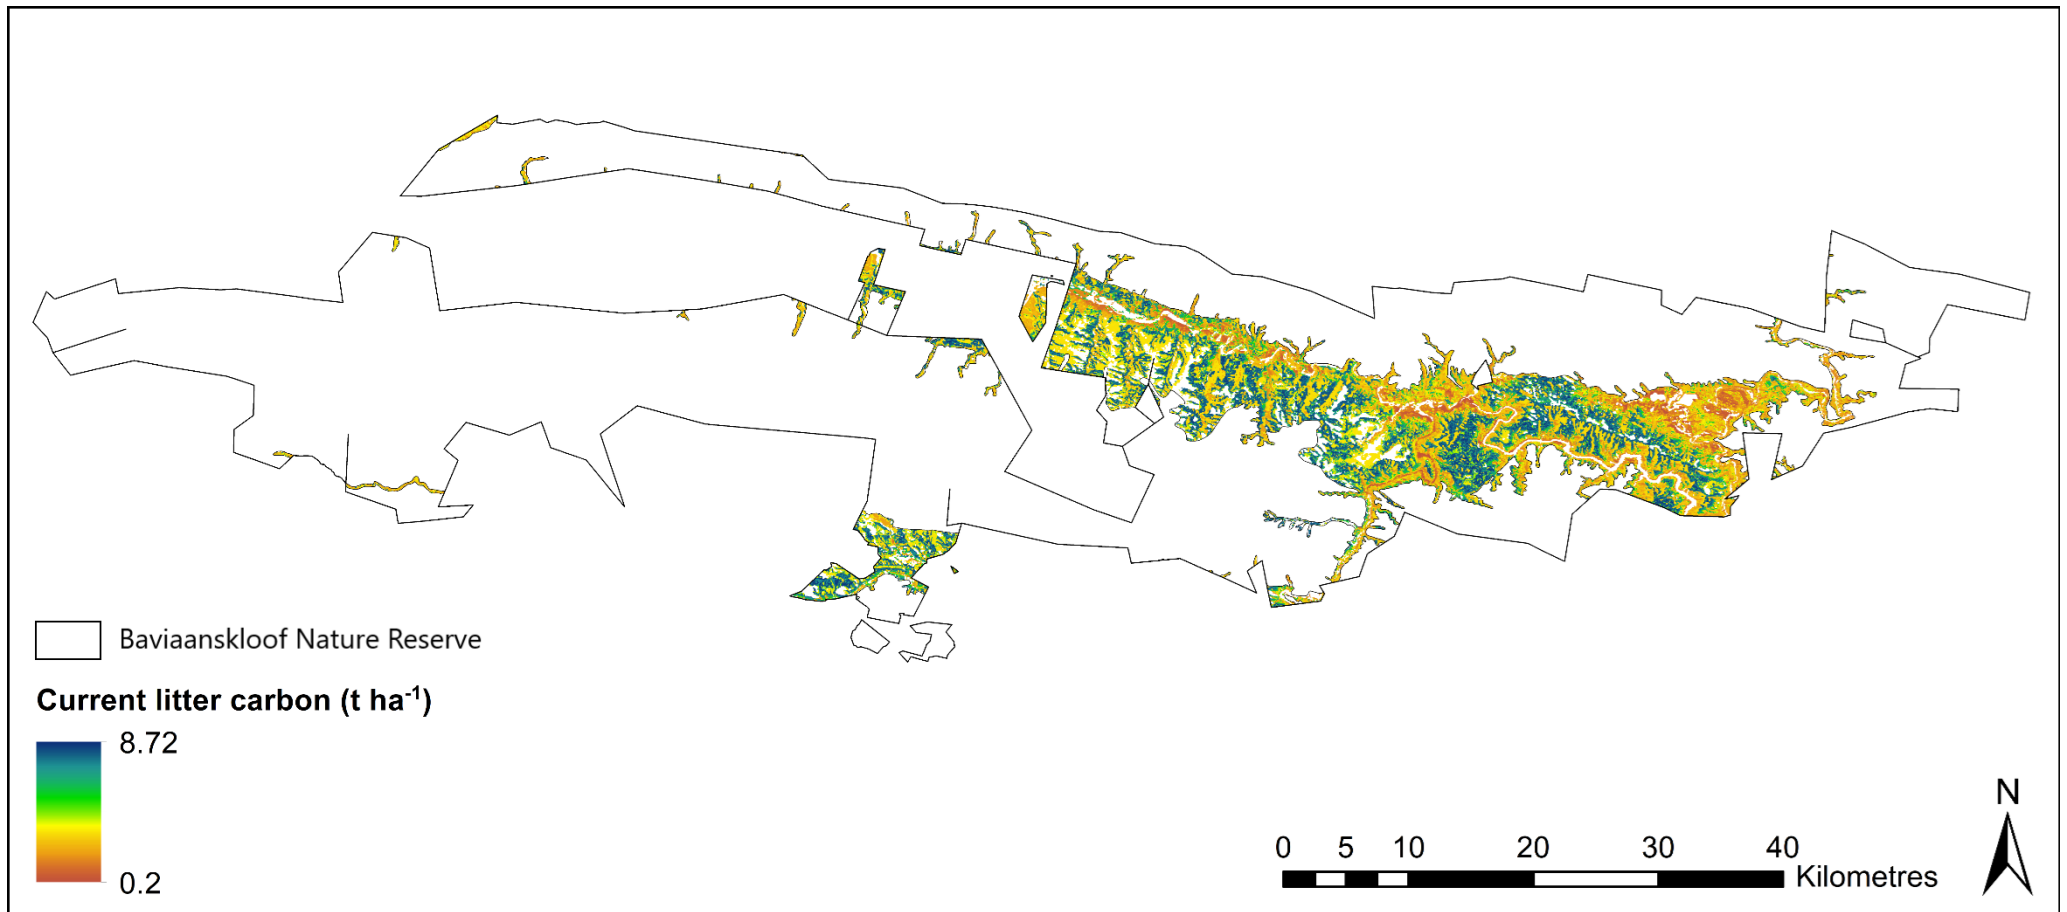 Baviaanskloof Nature Reserve
Current litter carbon (t ha⁻¹)
8.72
0.2
N
0 5 10 20 30 40
Kilometres